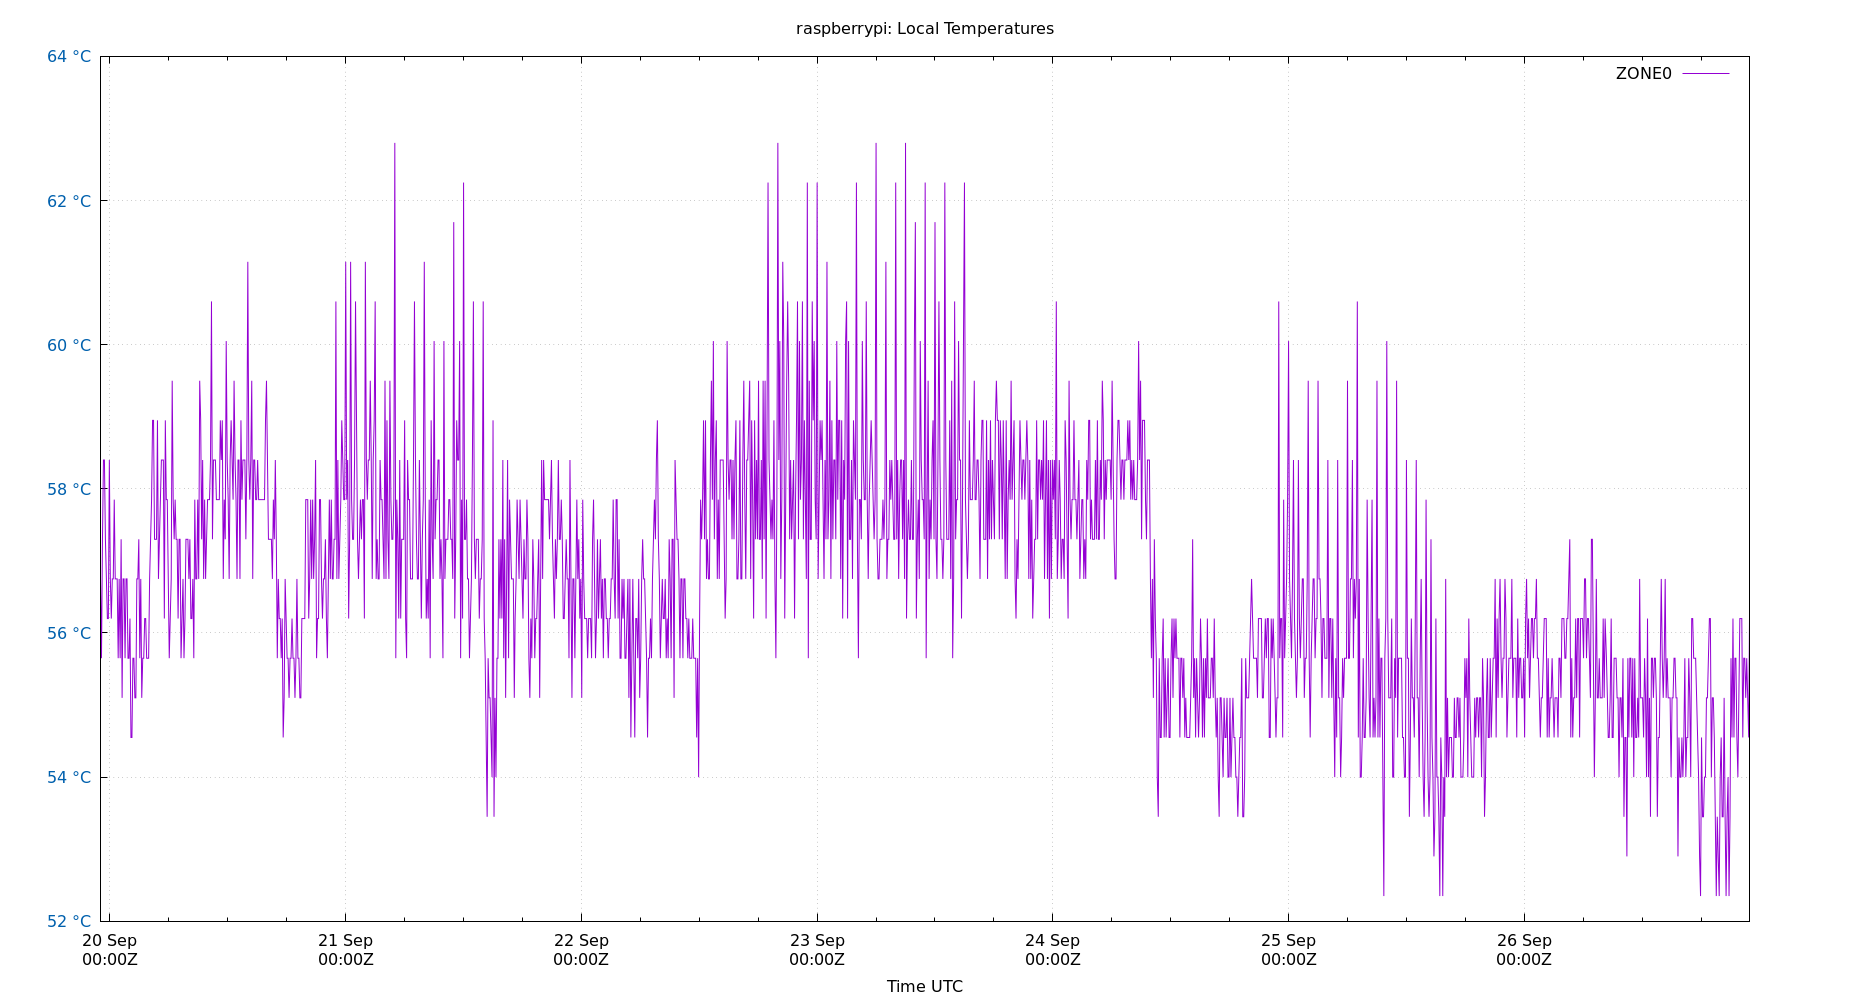 raspberrypi: Local Temperatures
64 °C
ZONE0
62 °C
60 °C
58 °C
56 °C
54 °C
52 °C
20 Sep 21 Sep 22 Sep 23 Sep 24 Sep 25 Sep 26 Sep
00:00Z 00:00Z 00:00Z 00:00Z 00:00Z 00:00Z 00:00Z
Time UTC